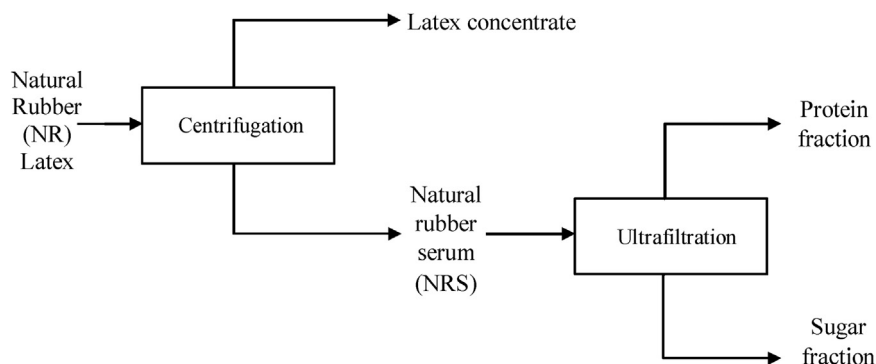 Latex concentrate
Natural
Rubber
(NR)
Latex
Centrifugation
Protein
fraction
Natural
rubber
serum
(NRS)
Ultrafiltration
Sugar
fraction